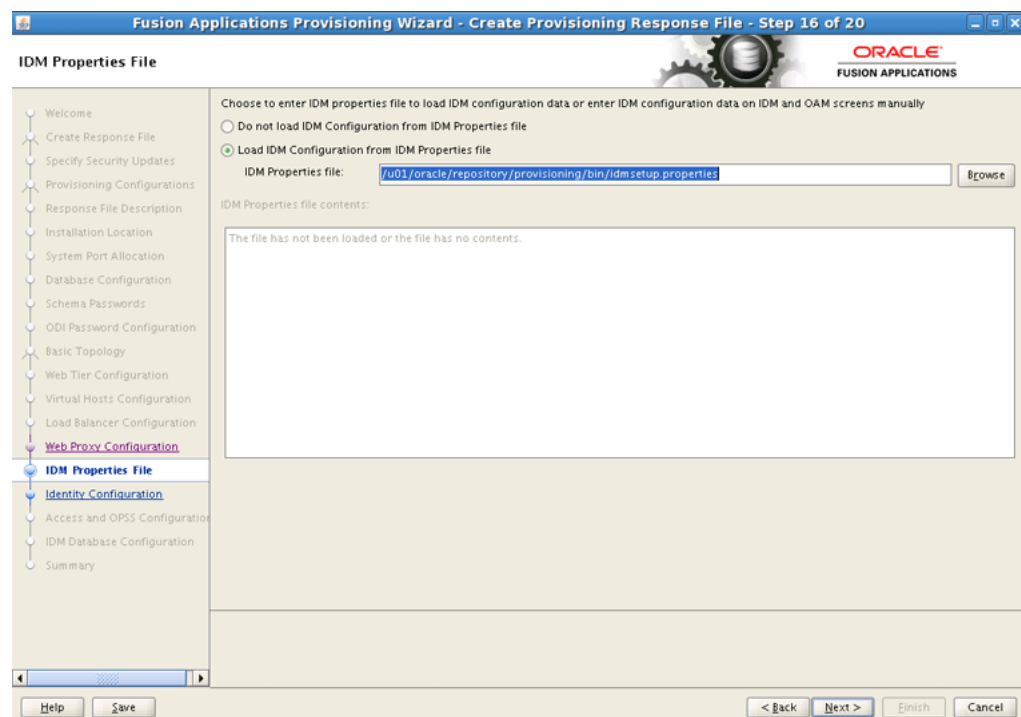 Fusion Applications Provisioning Wizard - Create Provisioning Response File - Step 16 of 20
IDM Properties File
ORACLE
FUSION APPLICATIONS
Welcome
Create Response File
Specify Security Updates
Provisioning Configurations
Response File Description
Installation Location
System Port Allocation
Database Configuration
Schema Passwords
ODI Password Configuration
Basic Topology
Web Tier Configuration
Virtual Hosts Configuration
Load Balancer Configuration
Web Proxy Configuration
IDM Properties File
Identity Configuration
Access and OPSS Configuration
IDM Database Configuration
Summary
Choose to enter IDM properties file to load IDM configuration data or enter IDM configuration data on IDM and OAM screens manually
Do not load IDM Configuration from IDM Properties file
Load IDM Configuration from IDM Properties file
IDM Properties file: /u01/oracle/repository/provisioning/bin/idmsetup.properties Browse
IDM Properties file contents:
The file has not been loaded or the file has no contents.
Help Save < Back Next > Finish Cancel